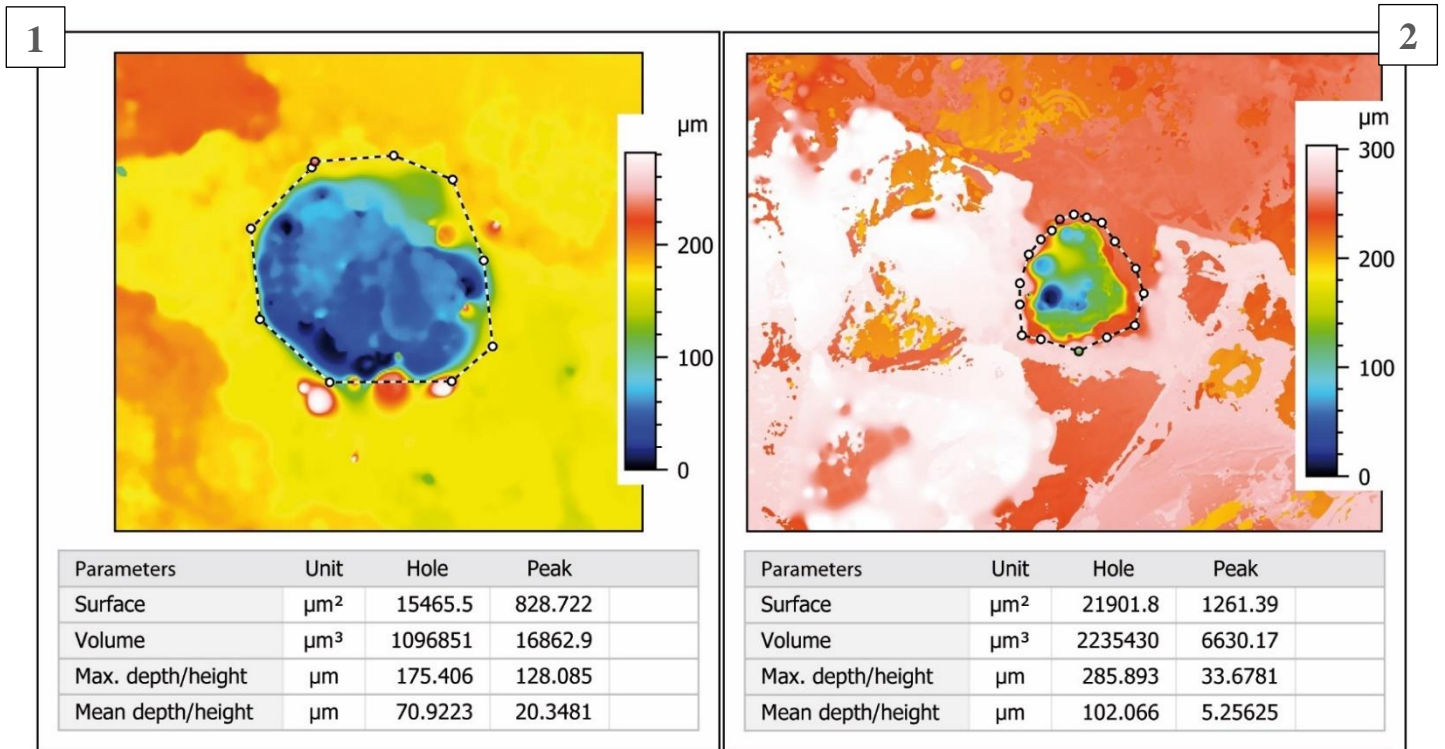 1
µm
200
100
0
Parameters Unit Hole Peak
Surface µm² 15465.5 828.722
Volume µm³ 1096851 16862.9
Max. depth/height µm 175.406 128.085
Mean depth/height µm 70.9223 20.3481
2
µm
300
200
100
0
Parameters Unit Hole Peak
Surface µm² 21901.8 1261.39
Volume µm³ 2235430 6630.17
Max. depth/height µm 285.893 33.6781
Mean depth/height µm 102.066 5.25625